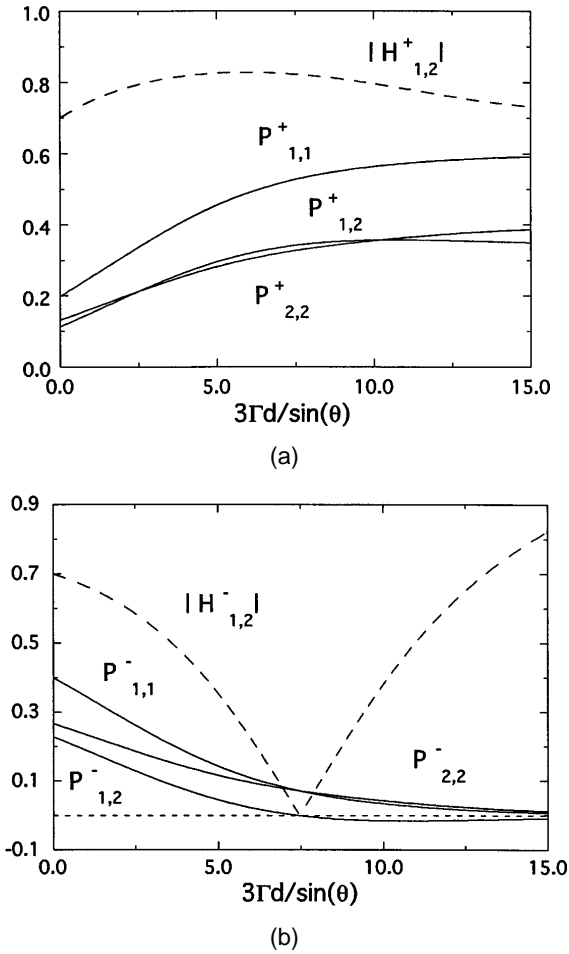 1.0
0.8
0.6
0.4
0.2
0.0
|H⁺₁,₂|
P⁺₁,₁
P⁺₁,₂
P⁺₂,₂
0.0 5.0 10.0 15.0
3Γd/sin(θ)
(a)
0.9
0.7
0.5
0.3
0.1
-0.1
|H⁻₁,₂|
P⁻₁,₁
P⁻₂,₂
P⁻₁,₂
0.0 5.0 10.0 15.0
3Γd/sin(θ)
(b)